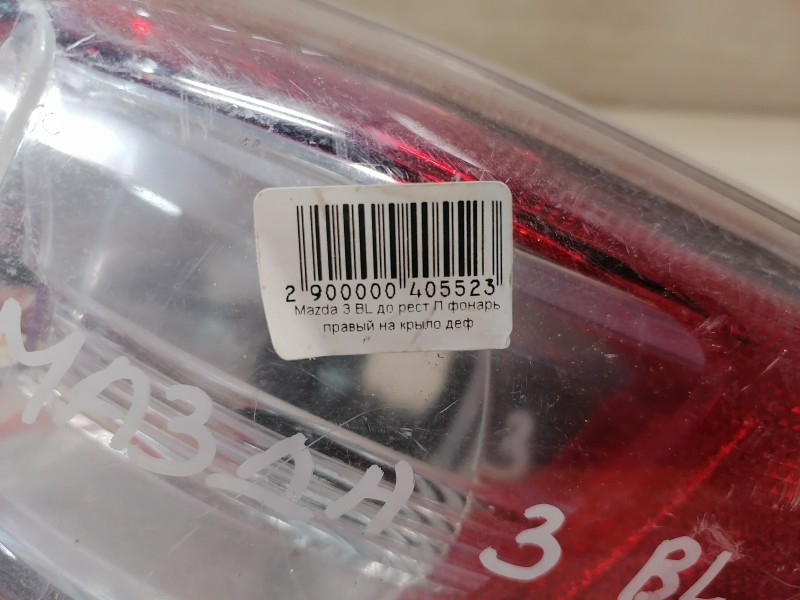 2 900000 405523
Mazda 3 BL до рест П фонарь
правый на крыло деф
МАЗДА 3 BL